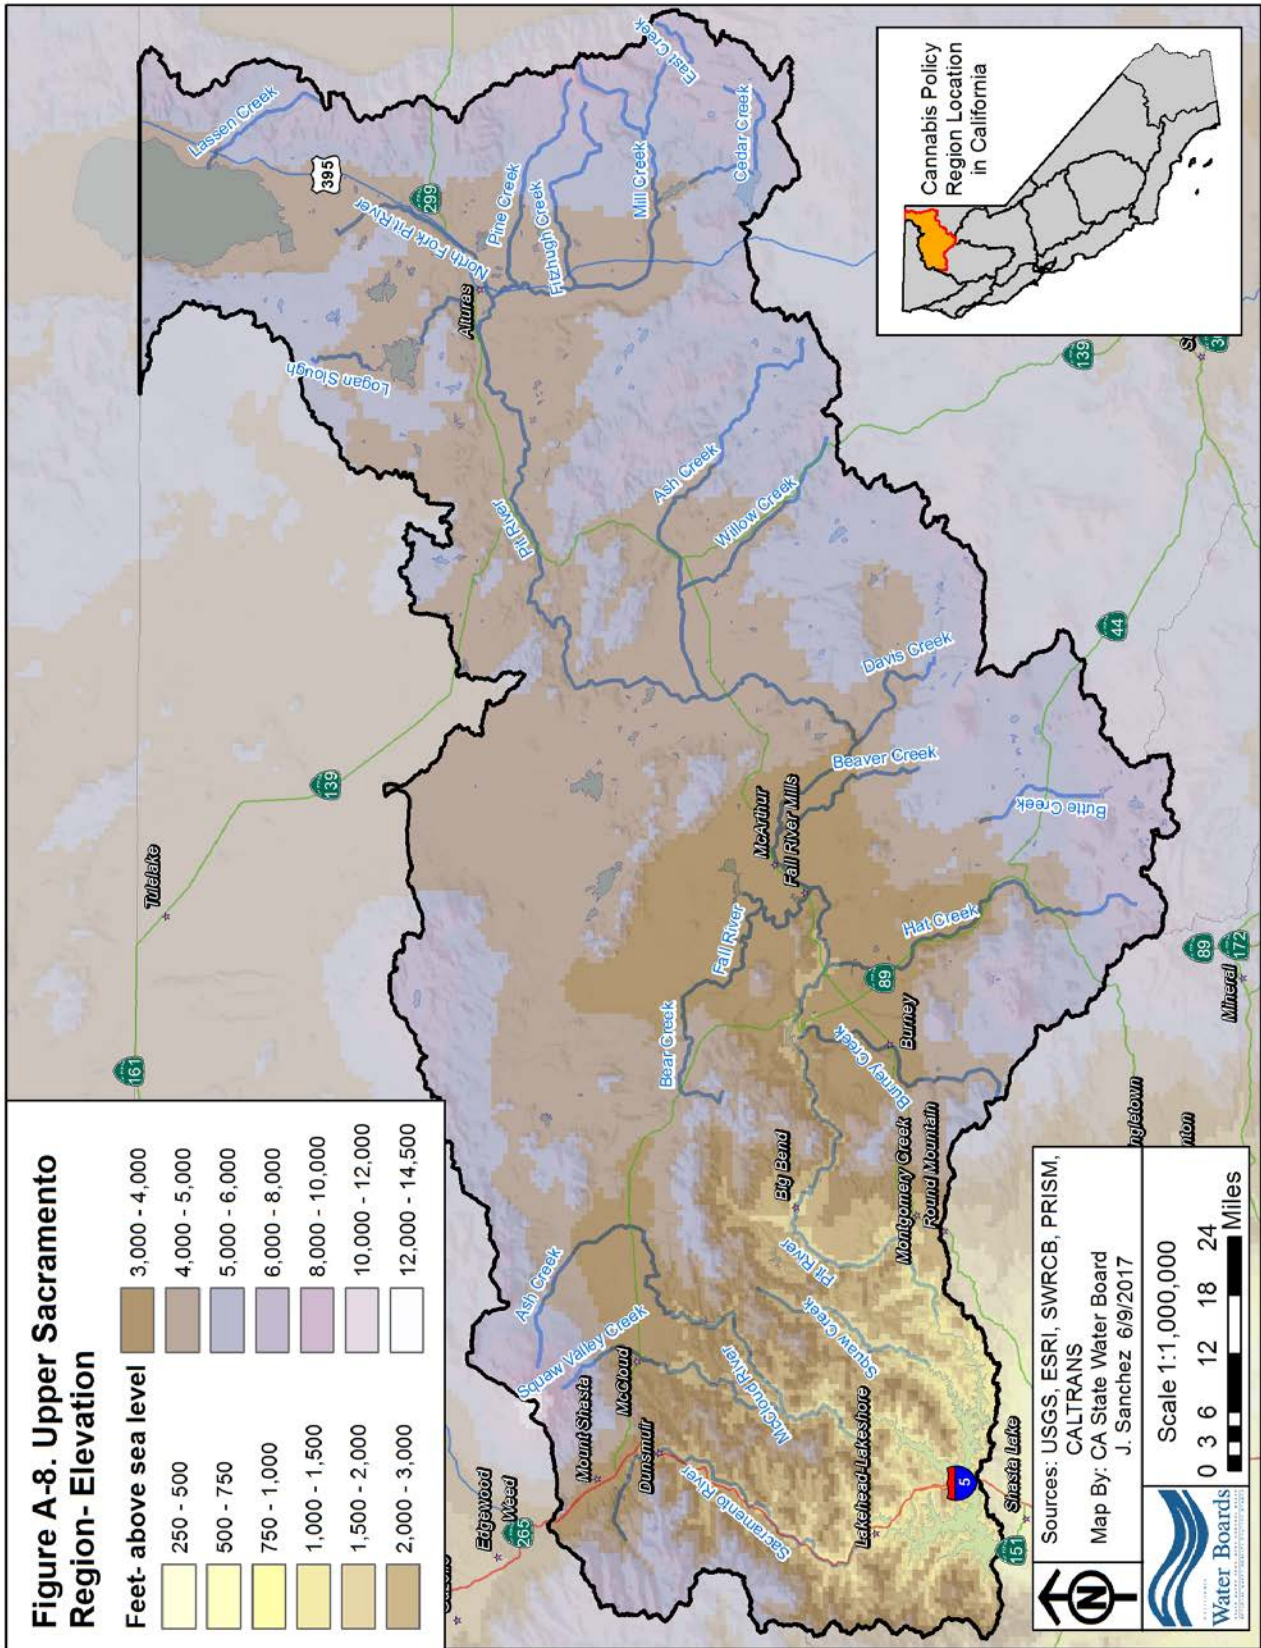 Figure A-8. Upper Sacramento
Region- Elevation
Feet- above sea level
250 - 500
500 - 750
750 - 1,000
1,000 - 1,500
1,500 - 2,000
2,000 - 3,000
3,000 - 4,000
4,000 - 5,000
5,000 - 6,000
6,000 - 8,000
8,000 - 10,000
10,000 - 12,000
12,000 - 14,500
161
Tulelake
139
Lassen Creek
395
299
North Fork Pit River
Logan Slough
Alturas
Pine Creek
Fitzhugh Creek
Mill Creek
East Creek
Cedar Creek
Pit River
Ash Creek
Willow Creek
139
Edgewood
Weed
265
Mount Shasta
Squaw Valley Creek
Ash Creek
McCloud
Dunsmuir
Bear Creek
Fall River
McArthur
Fall River Mills
Beaver Creek
Davis Creek
Sacramento River
McCloud River
Squaw Creek
Pit River
Big Bend
Burney Creek
Burney
89
Hat Creek
Butte Creek
44
Lakehead-Lakeshore
Montgomery Creek
Round Mountain
5
Shasta Lake
151
ngletown
nton
89
172
Mineral
Cannabis Policy
Region Location
in California
Sources: USGS, ESRI, SWRCB, PRISM,
CALTRANS
Map By: CA State Water Board
J. Sanchez 6/9/2017
N
Water Boards
Scale 1:1,000,000
0 3 6 12 18 24
Miles